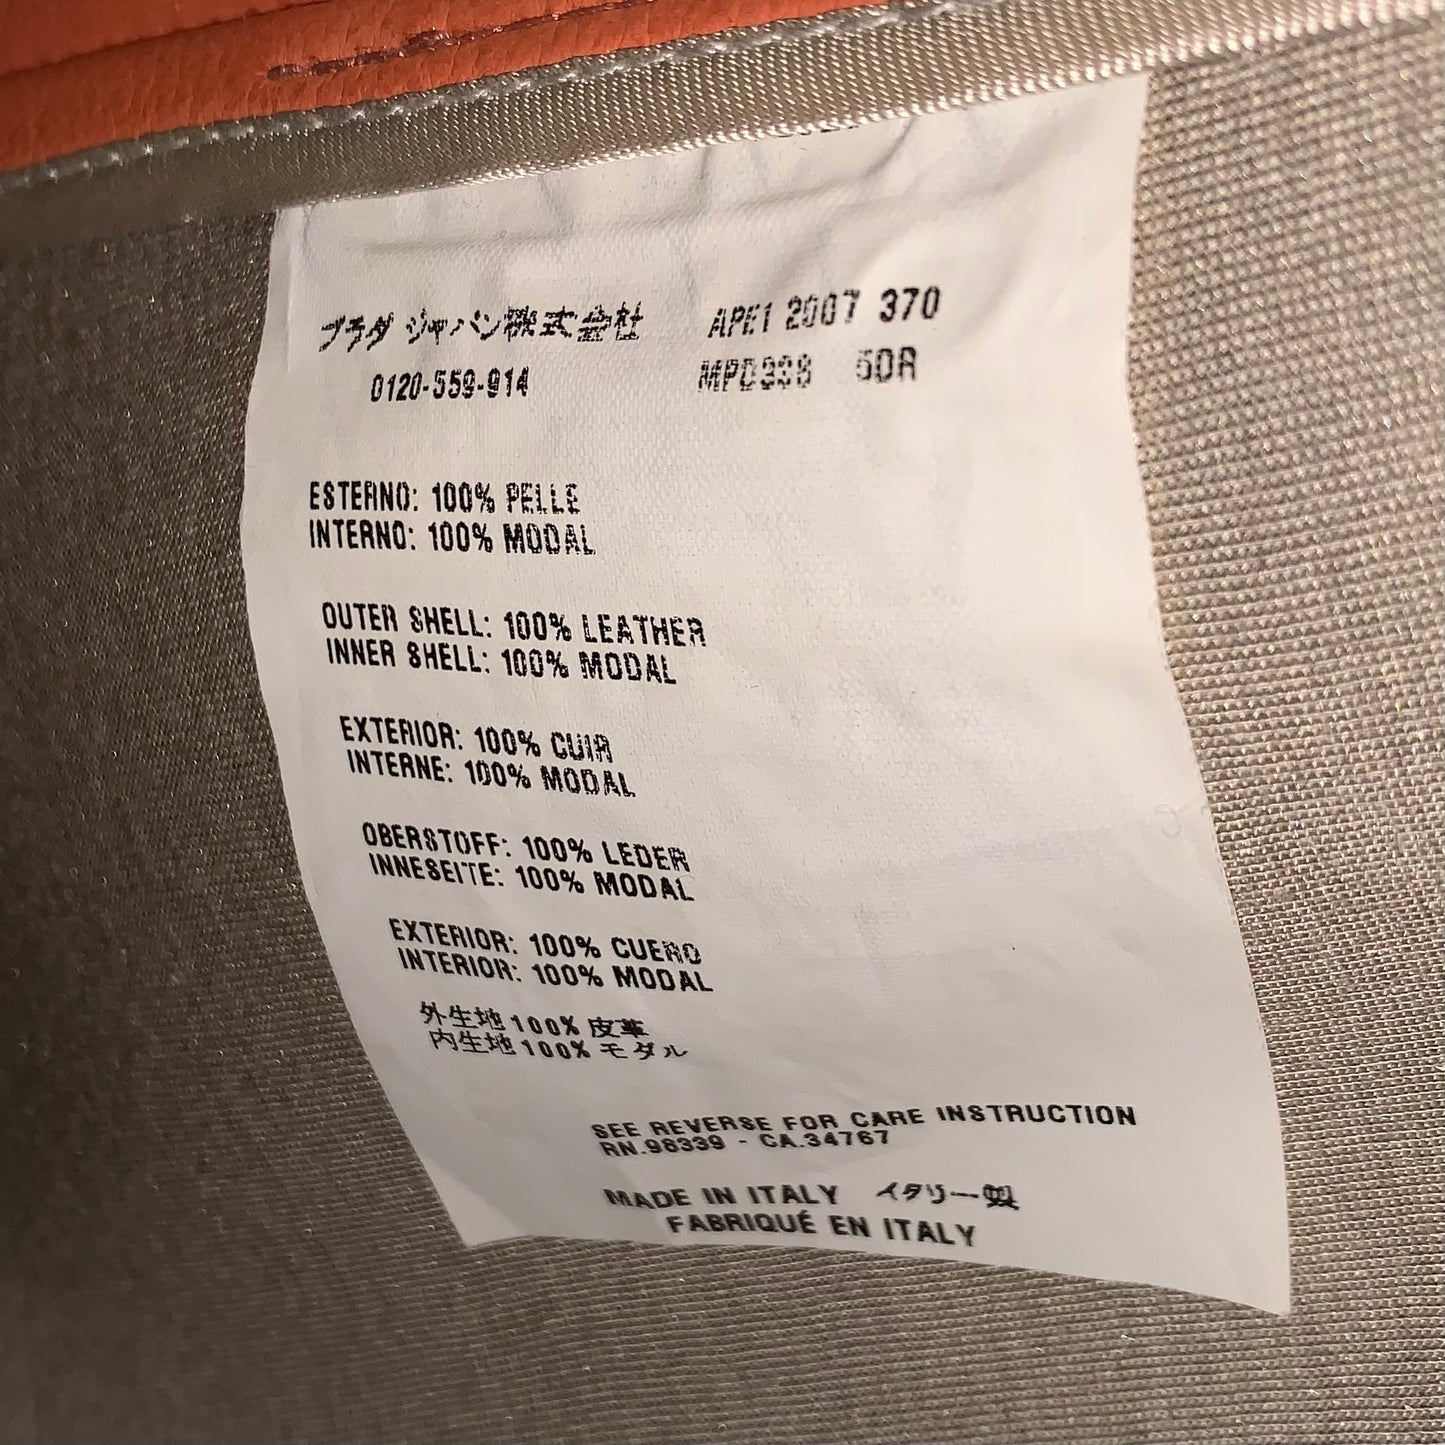 プラダ ジャパン株式会社 APE1 2007 370
0120-559-914 50R
ESTERNO: 100% PELLE
INTERNO: 100% MODAL
OUTER SHELL: 100% LEATHER
INNER SHELL: 100% MODAL
EXTERIOR: 100% CUIR
INTERNE: 100% MODAL
OBERSTOFF: 100% LEDER
INNESEITE: 100% MODAL
EXTERIOR: 100% CUERO
INTERIOR: 100% MODAL
外生地100% 皮革
内生地100% モダル
SEE REVERSE FOR CARE INSTRUCTION
RN.96339 - CA.34767
MADE IN ITALY イタリー製
FABRIQUÉ EN ITALY